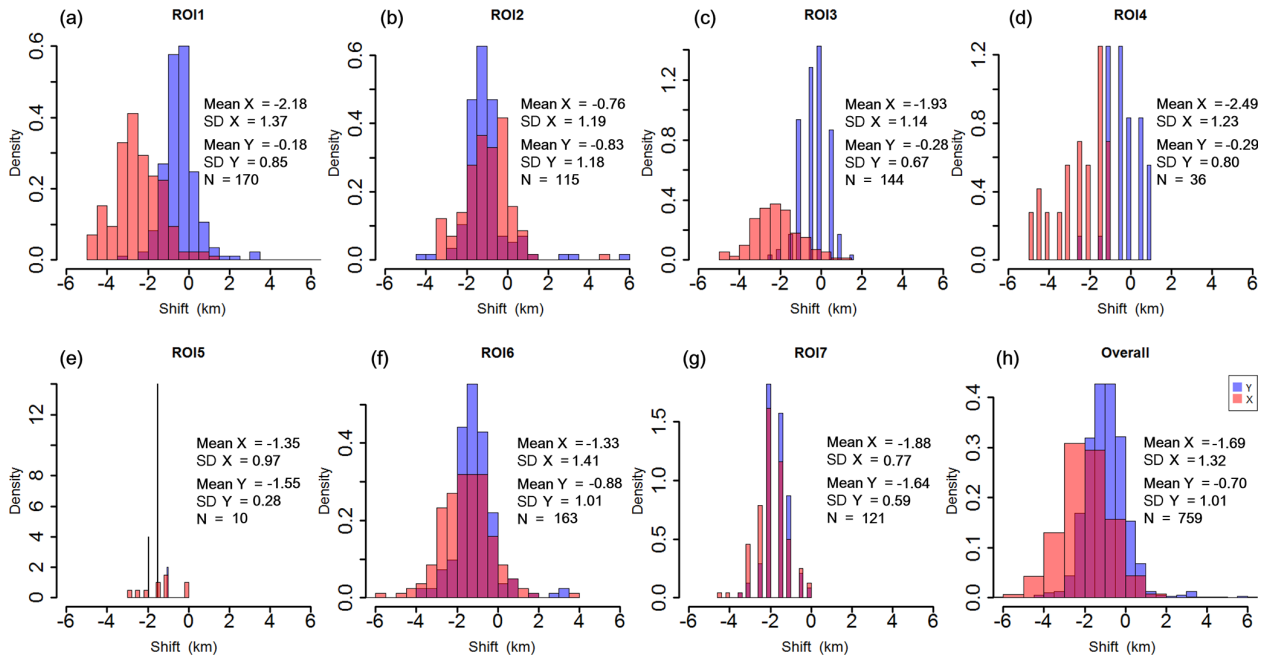 (a) ROI1
Density
0.0 0.2 0.4 0.6
Mean X = -2.18
SD X = 1.37
Mean Y = -0.18
SD Y = 0.85
N = 170
-6 -4 -2 0 2 4 6
Shift (km)
(b) ROI2
Density
0.0 0.2 0.4 0.6
Mean X = -0.76
SD X = 1.19
Mean Y = -0.83
SD Y = 1.18
N = 115
-6 -4 -2 0 2 4 6
Shift (km)
(c) ROI3
Density
0.0 0.4 0.8 1.2
Mean X = -1.93
SD X = 1.14
Mean Y = -0.28
SD Y = 0.67
N = 144
-6 -4 -2 0 2 4 6
Shift (km)
(d) ROI4
Density
0.0 0.4 0.8 1.2
Mean X = -2.49
SD X = 1.23
Mean Y = -0.29
SD Y = 0.80
N = 36
-6 -4 -2 0 2 4 6
Shift (km)
(e) ROI5
Density
0 2 4 6 8 12
Mean X = -1.35
SD X = 0.97
Mean Y = -1.55
SD Y = 0.28
N = 10
-6 -4 -2 0 2 4 6
Shift (km)
(f) ROI6
Density
0.0 0.2 0.4
Mean X = -1.33
SD X = 1.41
Mean Y = -0.88
SD Y = 1.01
N = 163
-6 -4 -2 0 2 4 6
Shift (km)
(g) ROI7
Density
0.0 0.5 1.0 1.5
Mean X = -1.88
SD X = 0.77
Mean Y = -1.64
SD Y = 0.59
N = 121
-6 -4 -2 0 2 4 6
Shift (km)
(h) Overall
Y
X
Density
0.0 0.1 0.2 0.3 0.4
Mean X = -1.69
SD X = 1.32
Mean Y = -0.70
SD Y = 1.01
N = 759
-6 -4 -2 0 2 4 6
Shift (km)